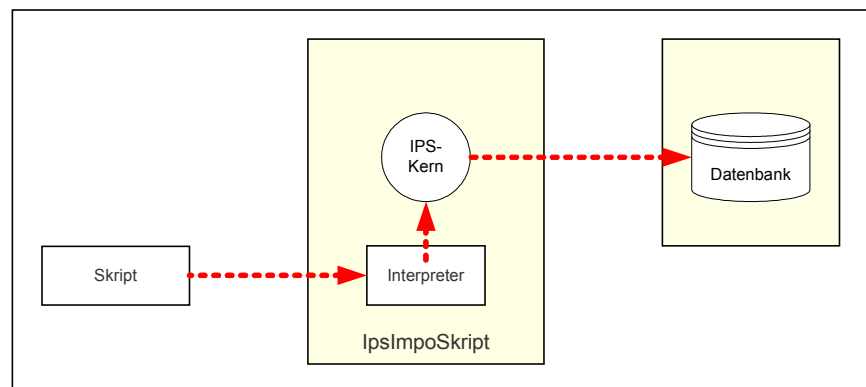 IPS-
Kern
Datenbank
Skript
Interpreter
IpsImpoSkript